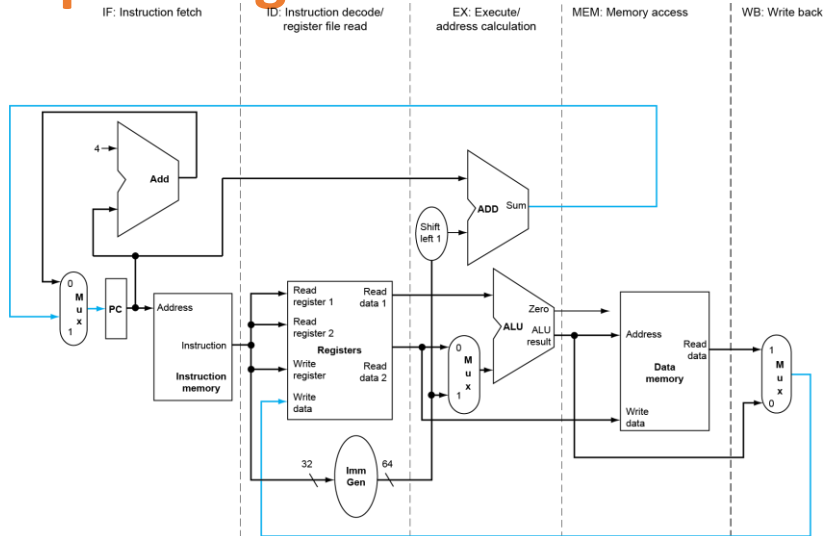 IF: Instruction fetch
ID: Instruction decode/
register file read
EX: Execute/
address calculation
MEM: Memory access
WB: Write back
4
Add
ADD
Sum
Shift
left 1
0
M
u
x
1
PC
Address
Instruction
Instruction
memory
Read
register 1
Read
register 2
Write
register
Write
data
Registers
Read
data 1
Read
data 2
0
M
u
x
1
Zero
ALU
ALU
result
Address
Write
data
Data
memory
Read
data
1
M
u
x
0
32
Imm
Gen
64